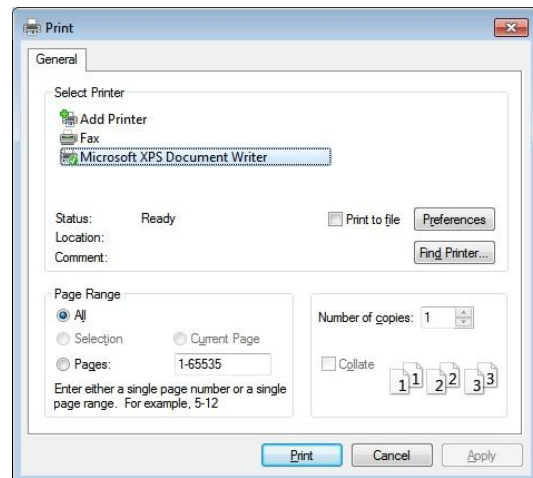 Print
General
Select Printer
Add Printer
Fax
Microsoft XPS Document Writer
Status: Ready
Print to file
Preferences
Location:
Comment:
Find Printer...
Page Range
All
Selection
Current Page
Pages: 1-65535
Enter either a single page number or a single
page range. For example, 5-12
Number of copies: 1
Collate
1 1 2 2 3 3
Print
Cancel
Apply